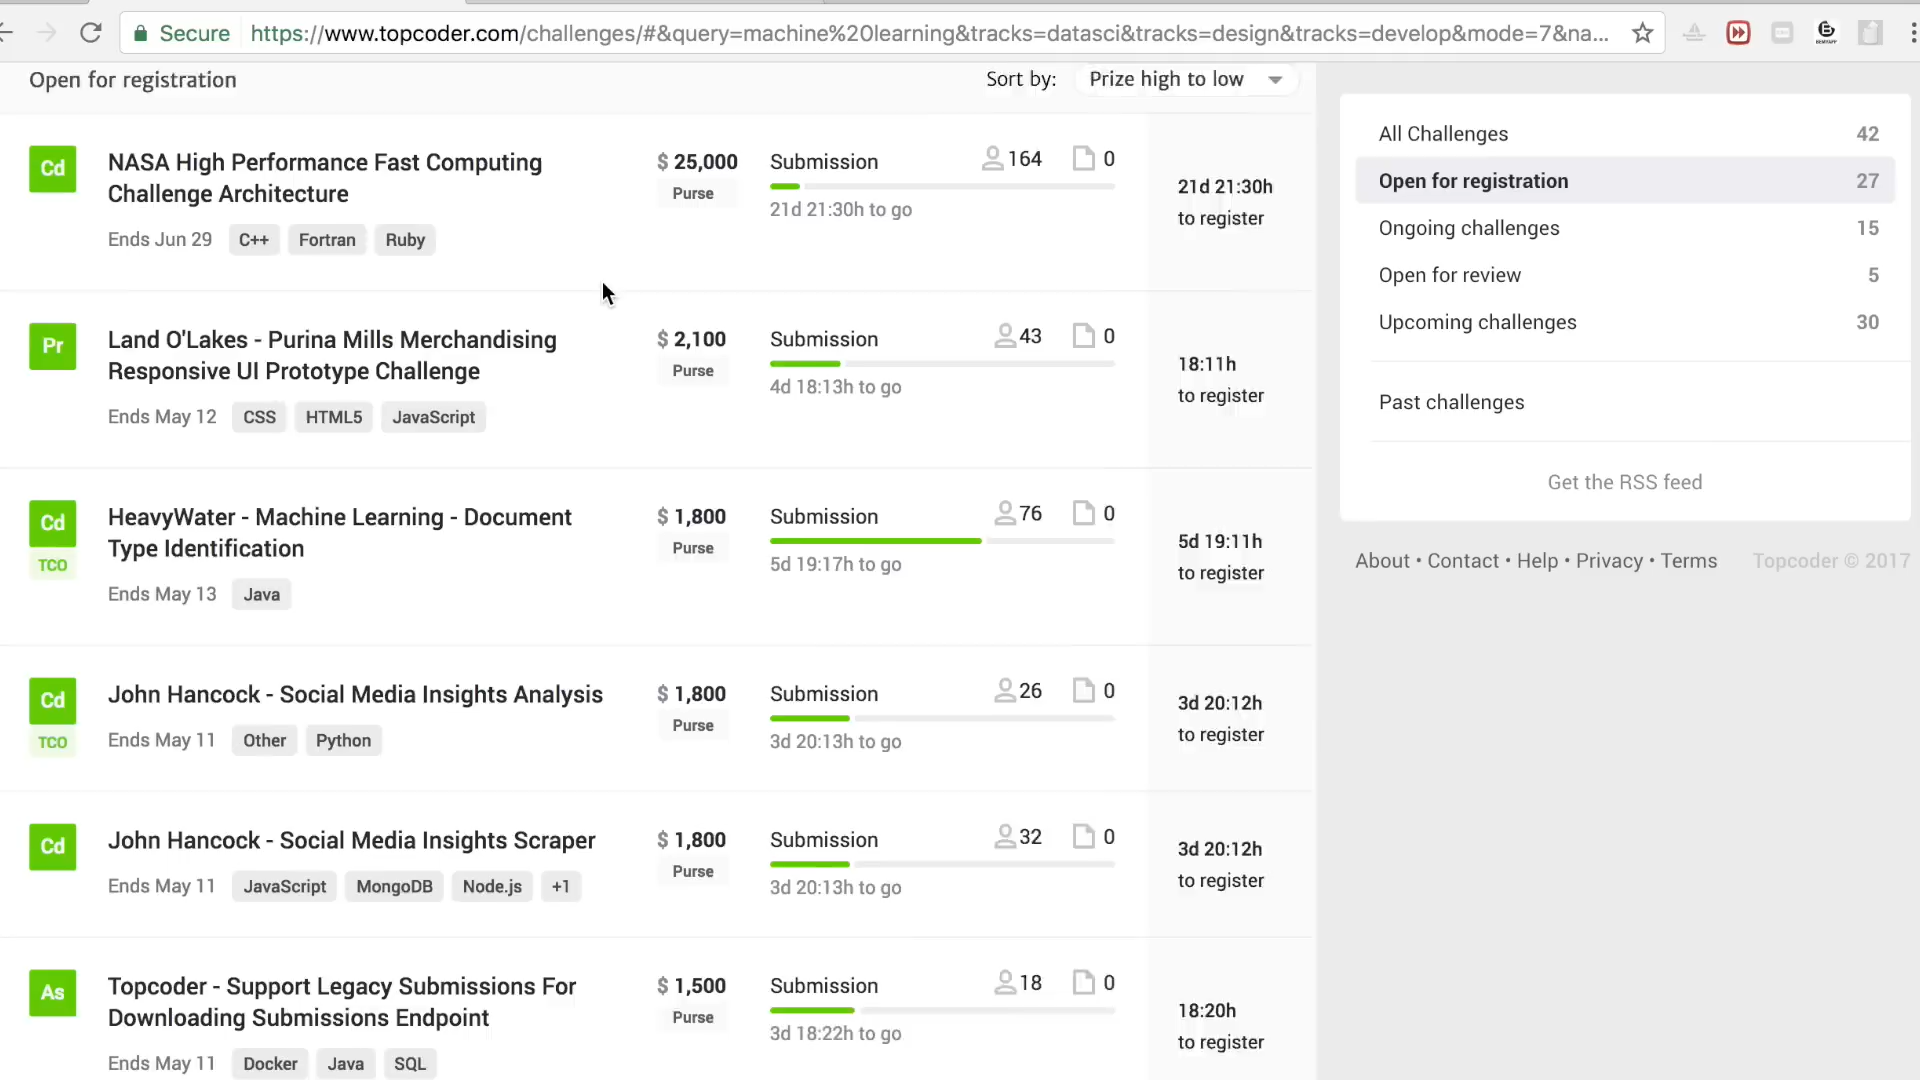 Secure https://www.topcoder.com/challenges/#&query=machine%20learning&tracks=datasci&tracks=design&tracks=develop&mode=7&na...
Open for registration
Sort by: Prize high to low
Cd
NASA High Performance Fast Computing
Challenge Architecture
Ends Jun 29 C++ Fortran Ruby
$ 25,000
Purse
Submission 164 0
21d 21:30h to go
21d 21:30h
to register
Pr
Land O'Lakes - Purina Mills Merchandising
Responsive UI Prototype Challenge
Ends May 12 CSS HTML5 JavaScript
$ 2,100
Purse
Submission 43 0
4d 18:13h to go
18:11h
to register
Cd
TCO
HeavyWater - Machine Learning - Document
Type Identification
Ends May 13 Java
$ 1,800
Purse
Submission 76 0
5d 19:17h to go
5d 19:11h
to register
Cd
TCO
John Hancock - Social Media Insights Analysis
Ends May 11 Other Python
$ 1,800
Purse
Submission 26 0
3d 20:13h to go
3d 20:12h
to register
Cd
John Hancock - Social Media Insights Scraper
Ends May 11 JavaScript MongoDB Node.js +1
$ 1,800
Purse
Submission 32 0
3d 20:13h to go
3d 20:12h
to register
As
Topcoder - Support Legacy Submissions For
Downloading Submissions Endpoint
Ends May 11 Docker Java SQL
$ 1,500
Purse
Submission 18 0
3d 18:22h to go
18:20h
to register
All Challenges 42
Open for registration 27
Ongoing challenges 15
Open for review 5
Upcoming challenges 30
Past challenges
Get the RSS feed
About • Contact • Help • Privacy • Terms Topcoder © 2017